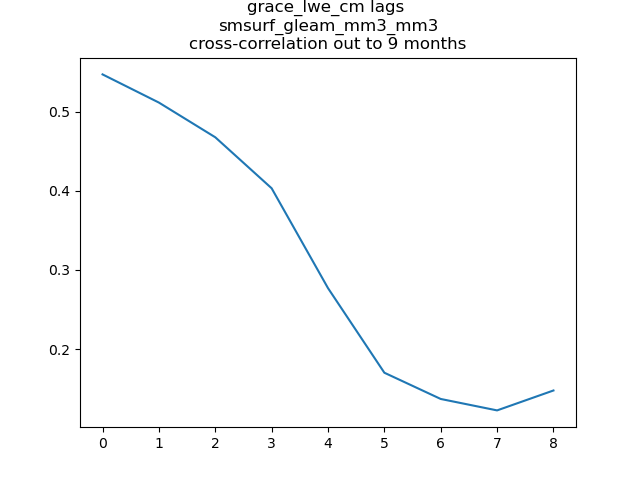 grace_lwe_cm lags
smsurf_gleam_mm3_mm3
cross-correlation out to 9 months
0.5
0.4
0.3
0.2
0 1 2 3 4 5 6 7 8